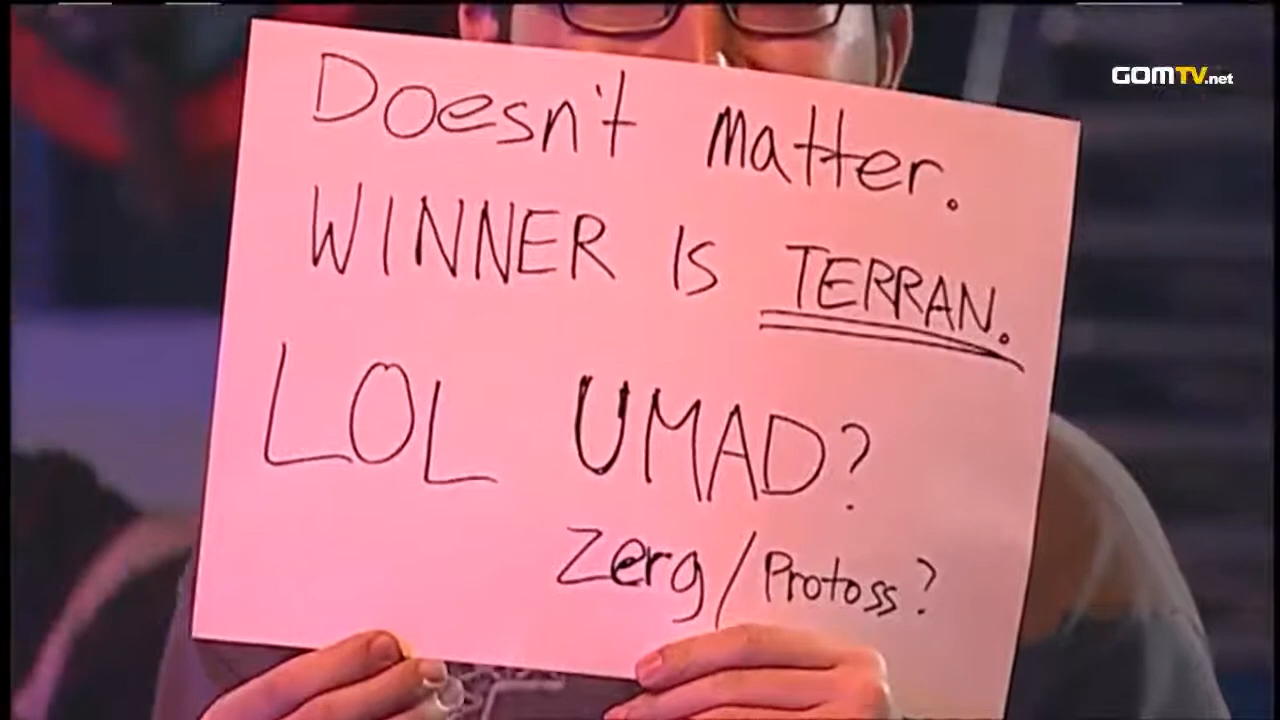 GOMTV.net
Doesn't matter.
WINNER IS TERRAN.
LOL UMAD?
Zerg/Protoss?